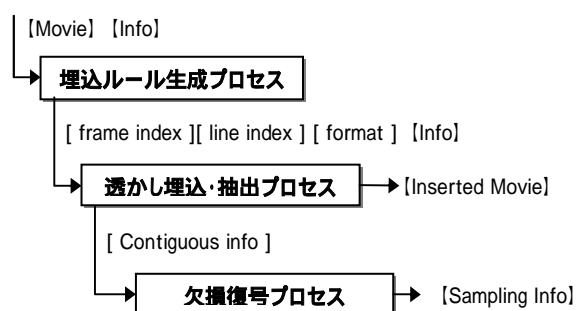 [Movie] [Info]
埋込ルール生成プロセス
[ frame index ][ line index ] [ format ] [Info]
透かし埋込･抽出プロセス
[Inserted Movie]
[ Contiguous info ]
欠損復号プロセス
[Sampling Info]